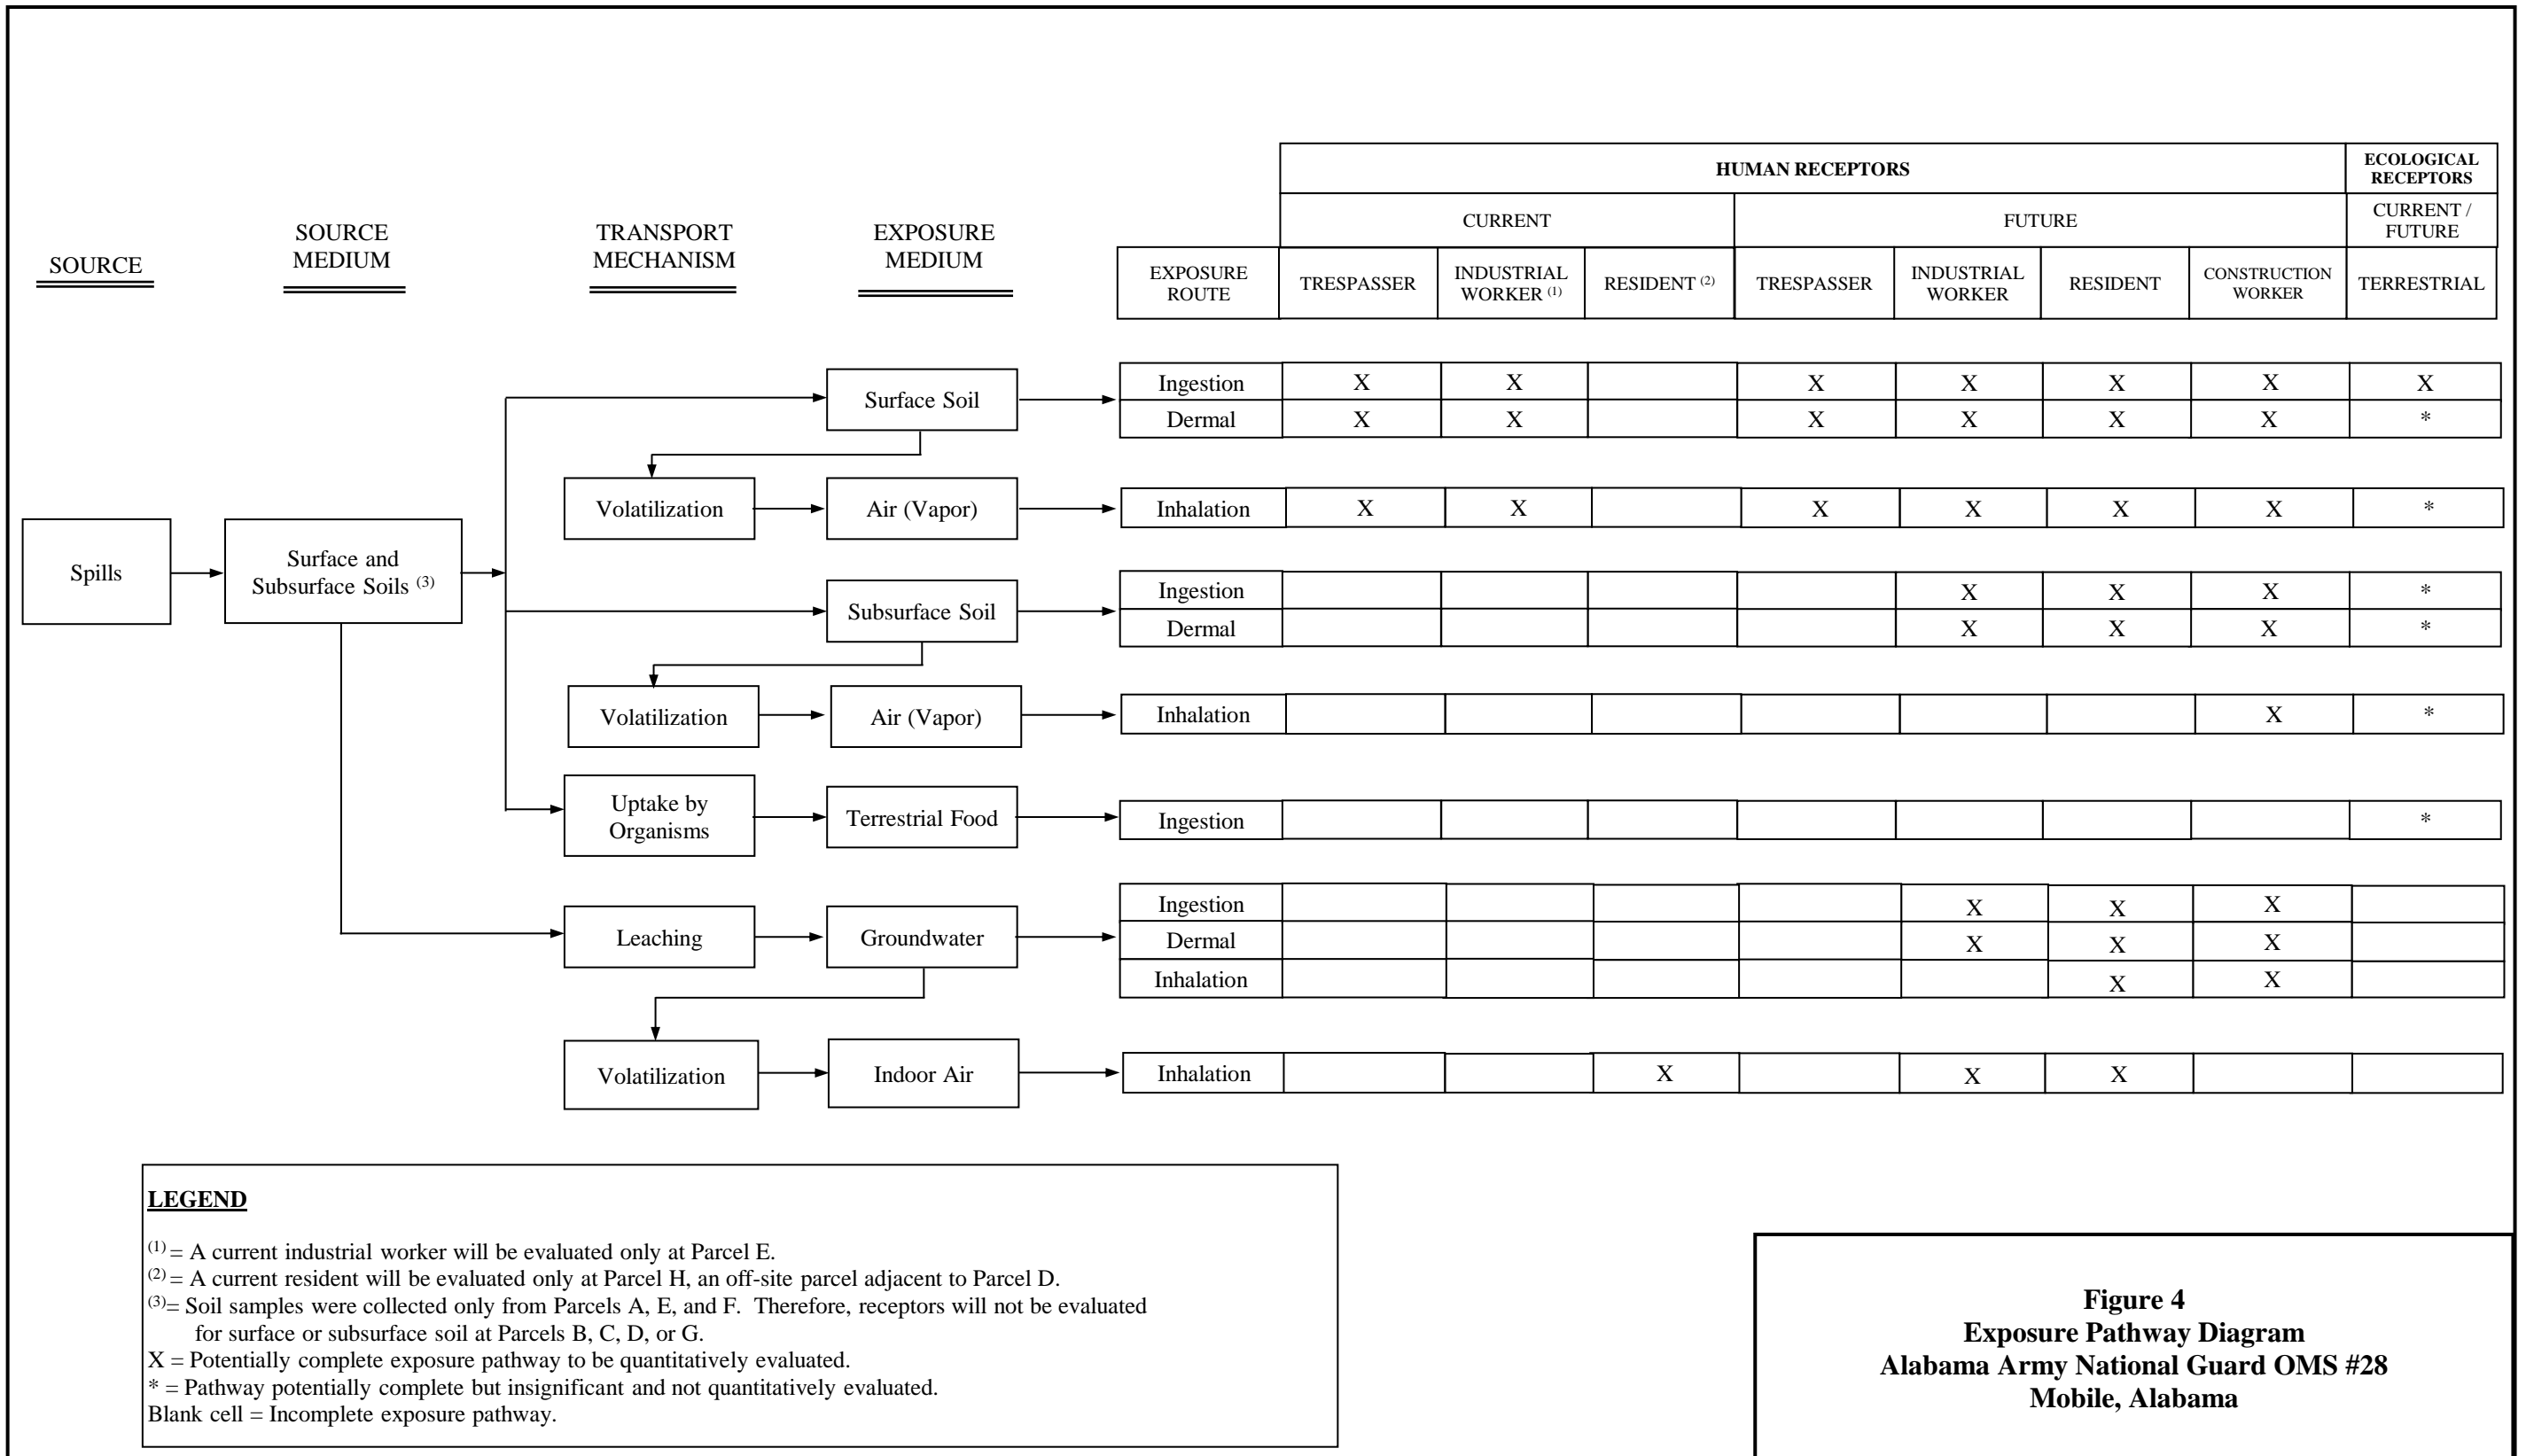 HUMAN RECEPTORS
ECOLOGICAL
RECEPTORS
CURRENT
FUTURE
CURRENT /
FUTURE
SOURCE
SOURCE
MEDIUM
TRANSPORT
MECHANISM
EXPOSURE
MEDIUM
EXPOSURE
ROUTE
TRESPASSER
INDUSTRIAL
WORKER (1)
RESIDENT (2)
TRESPASSER
INDUSTRIAL
WORKER
RESIDENT
CONSTRUCTION
WORKER
TERRESTRIAL
Surface Soil
Ingestion X X X X X X X
Dermal X X X X X X *
Volatilization
Air (Vapor)
Inhalation X X X X X X *
Spills
Surface and
Subsurface Soils (3)
Subsurface Soil
Ingestion X X X *
Dermal X X X *
Volatilization
Air (Vapor)
Inhalation X *
Uptake by
Organisms
Terrestrial Food
Ingestion *
Leaching
Groundwater
Ingestion X X X
Dermal X X X
Inhalation X X
Volatilization
Indoor Air
Inhalation X X X
LEGEND
(1) = A current industrial worker will be evaluated only at Parcel E.
(2) = A current resident will be evaluated only at Parcel H, an off-site parcel adjacent to Parcel D.
(3)= Soil samples were collected only from Parcels A, E, and F. Therefore, receptors will not be evaluated
for surface or subsurface soil at Parcels B, C, D, or G.
X = Potentially complete exposure pathway to be quantitatively evaluated.
* = Pathway potentially complete but insignificant and not quantitatively evaluated.
Blank cell = Incomplete exposure pathway.
Figure 4
Exposure Pathway Diagram
Alabama Army National Guard OMS #28
Mobile, Alabama